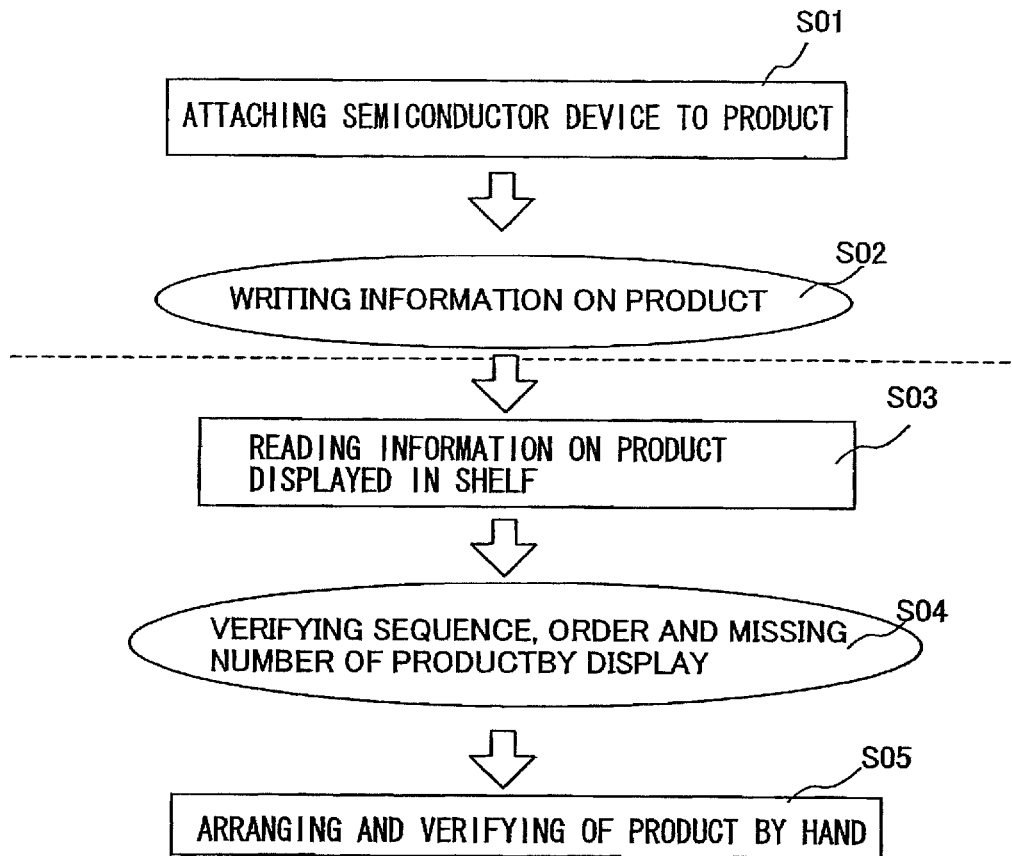 S01
ATTACHING SEMICONDUCTOR DEVICE TO PRODUCT
S02
WRITING INFORMATION ON PRODUCT
S03
READING INFORMATION ON PRODUCT
DISPLAYED IN SHELF
S04
VERIFYING SEQUENCE, ORDER AND MISSING
NUMBER OF PRODUCTBY DISPLAY
S05
ARRANGING AND VERIFYING OF PRODUCT BY HAND